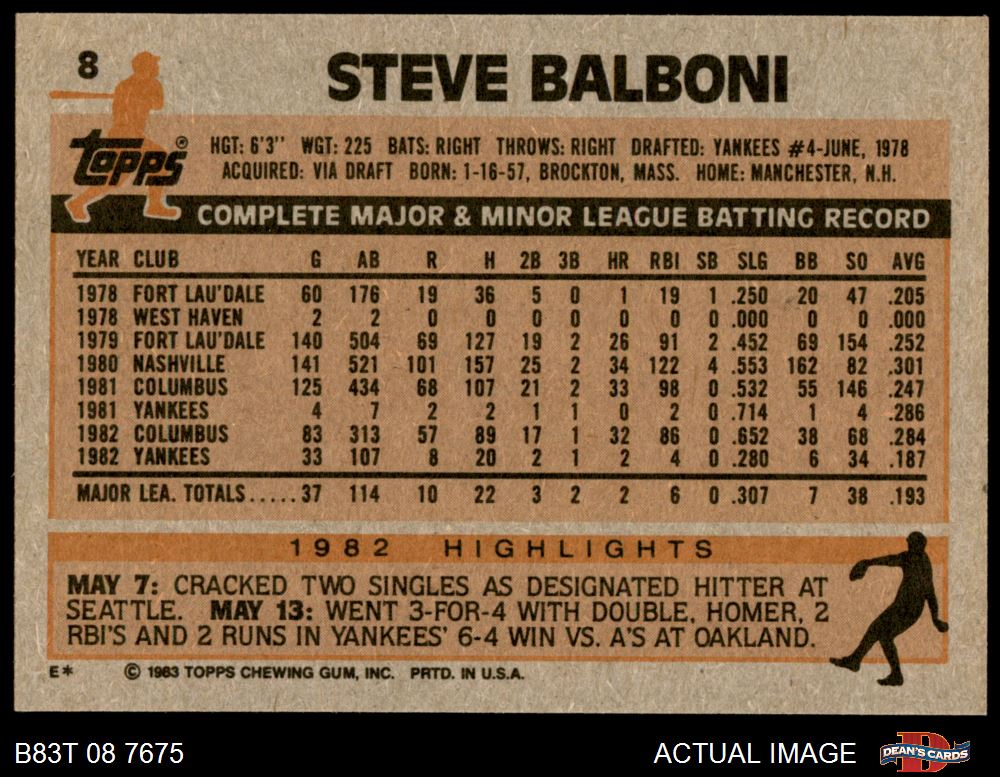 8
STEVE BALBONI
Topps®
HGT: 6'3" WGT: 225 BATS: RIGHT THROWS: RIGHT DRAFTED: YANKEES #4-JUNE, 1978
ACQUIRED: VIA DRAFT BORN: 1-16-57, BROCKTON, MASS. HOME: MANCHESTER, N.H.
COMPLETE MAJOR & MINOR LEAGUE BATTING RECORD
YEAR CLUB G AB R H 2B 3B HR RBI SB SLG BB SO AVG
1978 FORT LAU'DALE 60 176 19 36 5 0 1 19 1 .250 20 47 .205
1978 WEST HAVEN 2 2 0 0 0 0 0 0 0 .000 0 0 .000
1979 FORT LAU'DALE 140 504 69 127 19 2 26 91 2 .452 69 154 .252
1980 NASHVILLE 141 521 101 157 25 2 34 122 4 .553 162 82 .301
1981 COLUMBUS 125 434 68 107 21 2 33 98 0 .532 55 146 .247
1981 YANKEES 4 7 2 2 1 1 0 2 0 .714 1 4 .286
1982 COLUMBUS 83 313 57 89 17 1 32 86 0 .652 38 68 .284
1982 YANKEES 33 107 8 20 2 1 2 4 0 .280 6 34 .187
MAJOR LEA. TOTALS.....37 114 10 22 3 2 2 6 0 .307 7 38 .193
1982 HIGHLIGHTS
MAY 7: CRACKED TWO SINGLES AS DESIGNATED HITTER AT
SEATTLE. MAY 13: WENT 3-FOR-4 WITH DOUBLE, HOMER, 2
RBI'S AND 2 RUNS IN YANKEES' 6-4 WIN VS. A'S AT OAKLAND.
E* © 1983 TOPPS CHEWING GUM, INC. PRTD. IN U.S.A.
B83T 08 7675 ACTUAL IMAGE DEAN'S CARDS